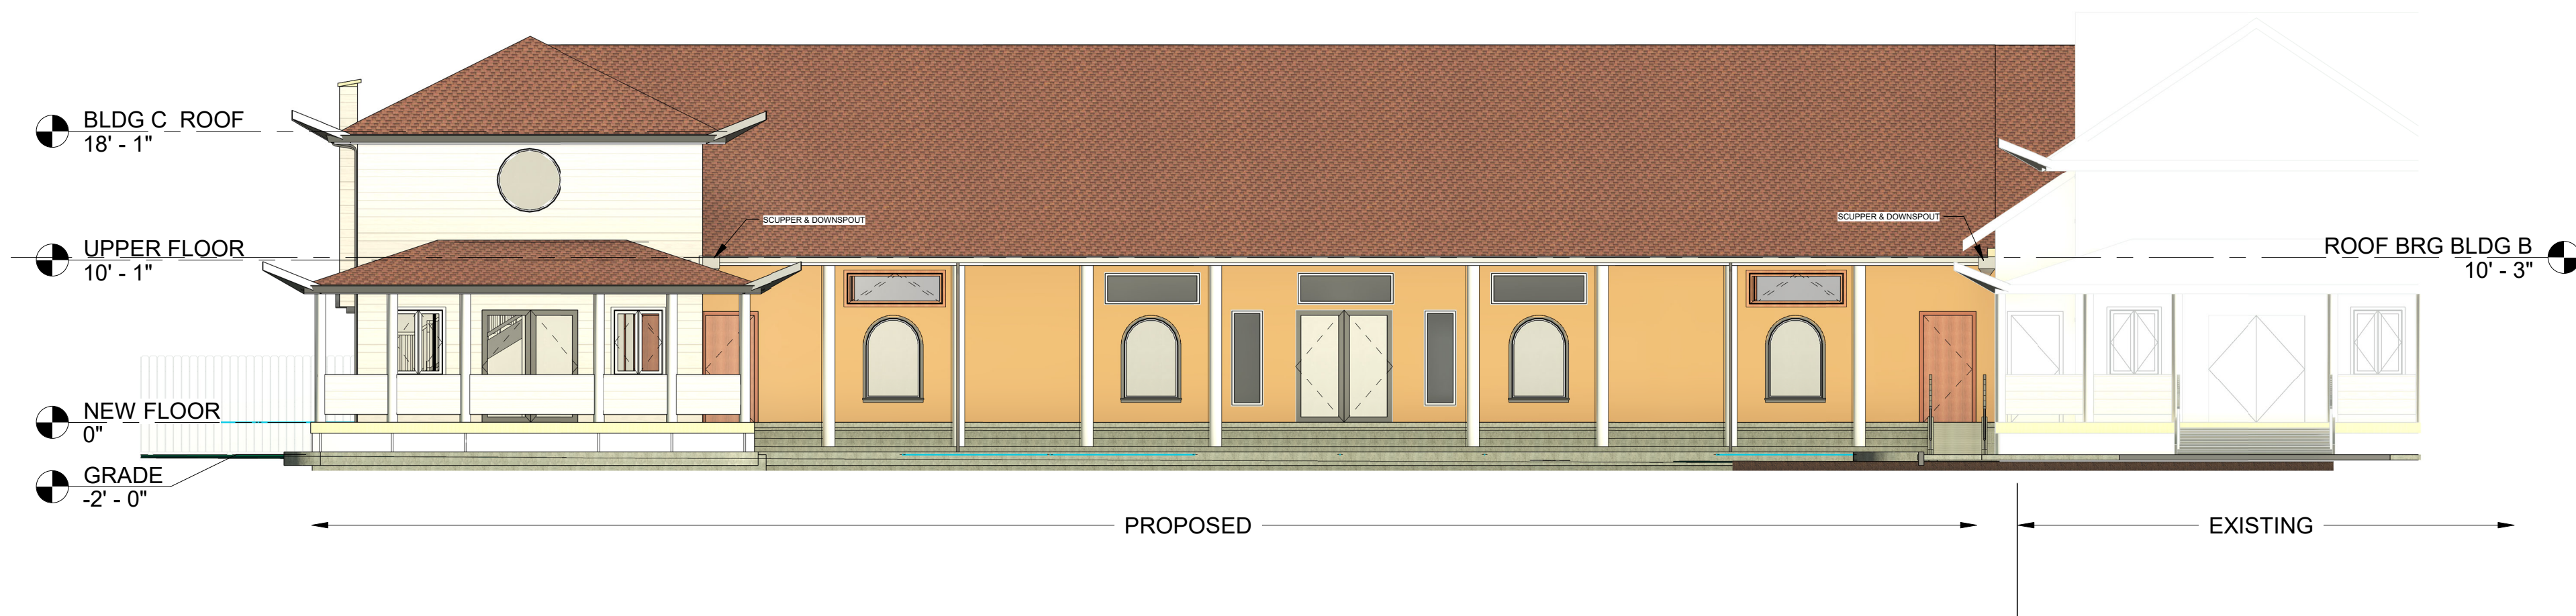 BLDG C  ROOF
18' - 1"
SCUPPER & DOWNSPOUT
SCUPPER & DOWNSPOUT
UPPER FLOOR
10' - 1"
ROOF BRG BLDG B
10' - 3"
NEW FLOOR
0"
GRADE
-2' - 0"
PROPOSED
EXISTING